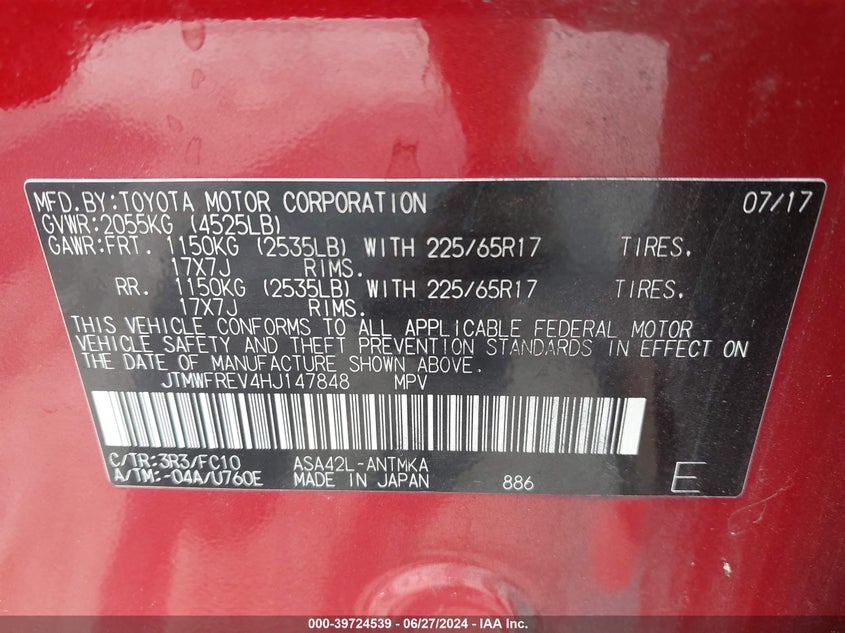 MFD.BY:TOYOTA MOTOR CORPORATION 07/17
GVWR:2055KG (4525LB)
GAWR:FRT. 1150KG (2535LB) WITH 225/65R17 TIRES,
17X7J RIMS.
RR. 1150KG (2535LB) WITH 225/65R17 TIRES,
17X7J RIMS.
THIS VEHICLE CONFORMS TO ALL APPLICABLE FEDERAL MOTOR
VEHICLE SAFETY AND THEFT PREVENTION STANDARDS IN EFFECT ON
THE DATE OF MANUFACTURE SHOWN ABOVE.
JTMWFREV4HJ147848 MPV
C/TR:3R3/FC10 ASA42L-ANTMKA
A/TM:-04A/U760E MADE IN JAPAN 886 E
000-39724539 - 06/27/2024 - IAA Inc.